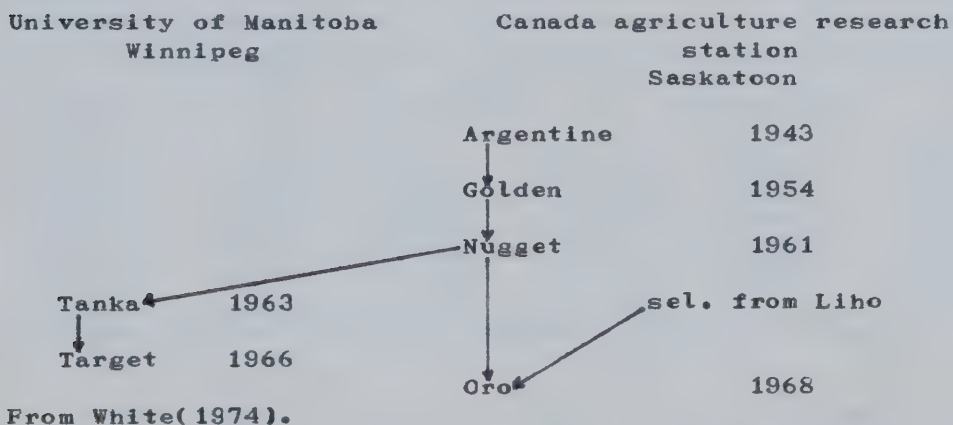 University of Manitoba Canada agriculture research
Winnipeg station
Saskatoon
Argentine 1943
Golden 1954
Nugget 1961
Tanka 1963 sel. from Liho
Target 1966
Oro 1968
From White(1974).